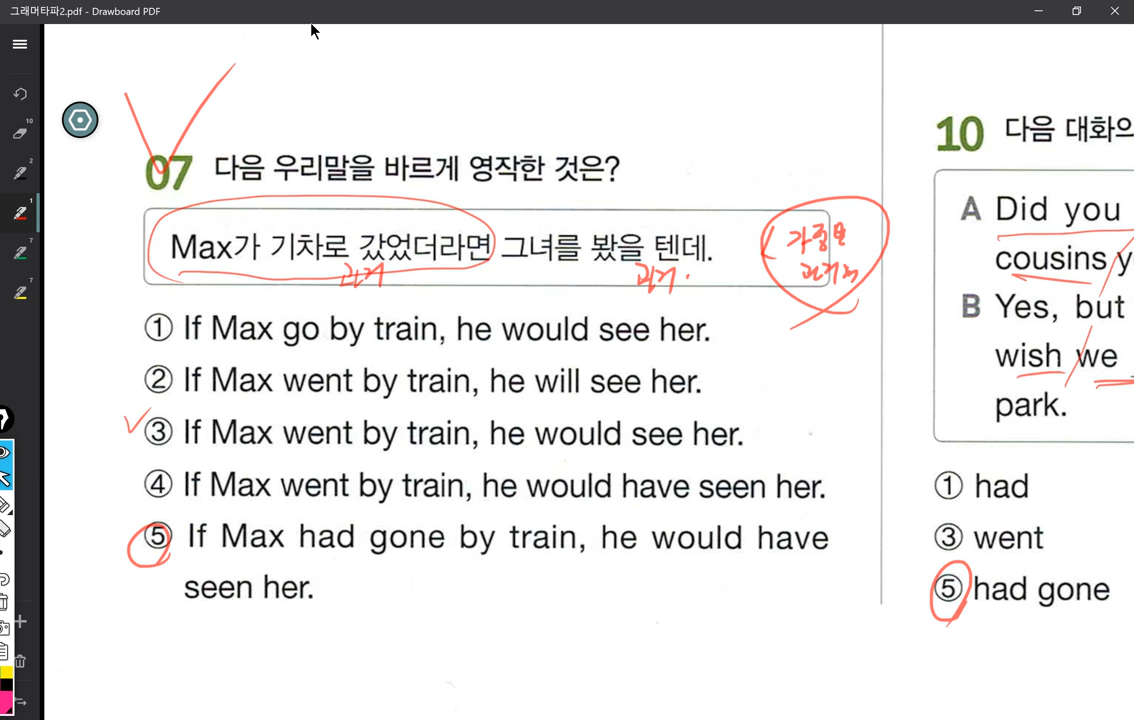 그래머타파2.pdf - Drawboard PDF
10
2
1
7
7
07 다음 우리말을 바르게 영작한 것은?
Max가 기차로 갔었더라면 그녀를 봤을 텐데.
과거
과거.
가정법
과거완
① If Max go by train, he would see her.
② If Max went by train, he will see her.
③ If Max went by train, he would see her.
④ If Max went by train, he would have seen her.
⑤ If Max had gone by train, he would have
seen her.
10 다음 대화의
A Did you
cousins y
B Yes, but
wish we
park.
① had
③ went
⑤ had gone